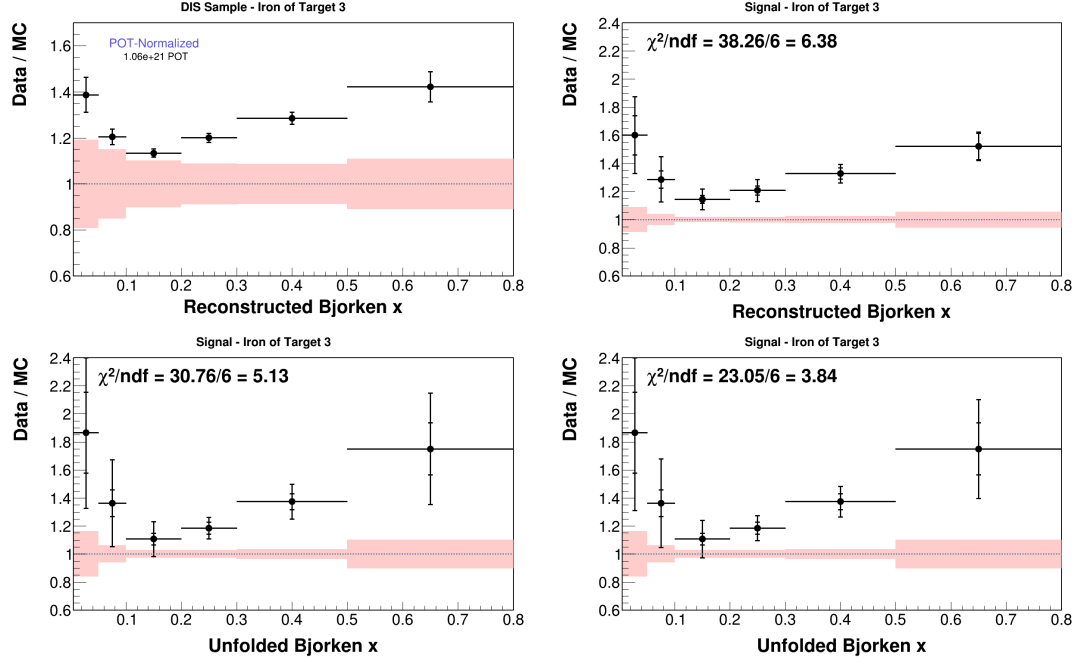 DIS Sample - Iron of Target 3
Data / MC
POT-Normalized
1.06e+21 POT
1.6
1.4
1.2
1
0.8
0.6
0.1 0.2 0.3 0.4 0.5 0.6 0.7 0.8
Reconstructed Bjorken x
Signal - Iron of Target 3
Data / MC
χ²/ndf = 38.26/6 = 6.38
2.4
2.2
2
1.8
1.6
1.4
1.2
1
0.8
0.6
0.1 0.2 0.3 0.4 0.5 0.6 0.7 0.8
Reconstructed Bjorken x
Signal - Iron of Target 3
Data / MC
χ²/ndf = 30.76/6 = 5.13
2.4
2.2
2
1.8
1.6
1.4
1.2
1
0.8
0.6
0.1 0.2 0.3 0.4 0.5 0.6 0.7 0.8
Unfolded Bjorken x
Signal - Iron of Target 3
Data / MC
χ²/ndf = 23.05/6 = 3.84
2.4
2.2
2
1.8
1.6
1.4
1.2
1
0.8
0.6
0.1 0.2 0.3 0.4 0.5 0.6 0.7 0.8
Unfolded Bjorken x